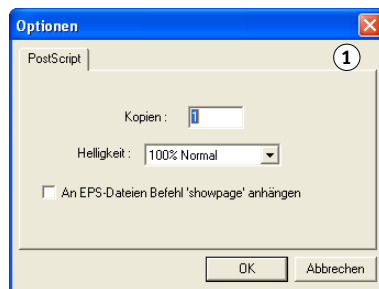 Optionen
PostScript
1
Kopien : 1
Helligkeit : 100% Normal
An EPS-Dateien Befehl 'showpage' anhängen
OK Abbrechen